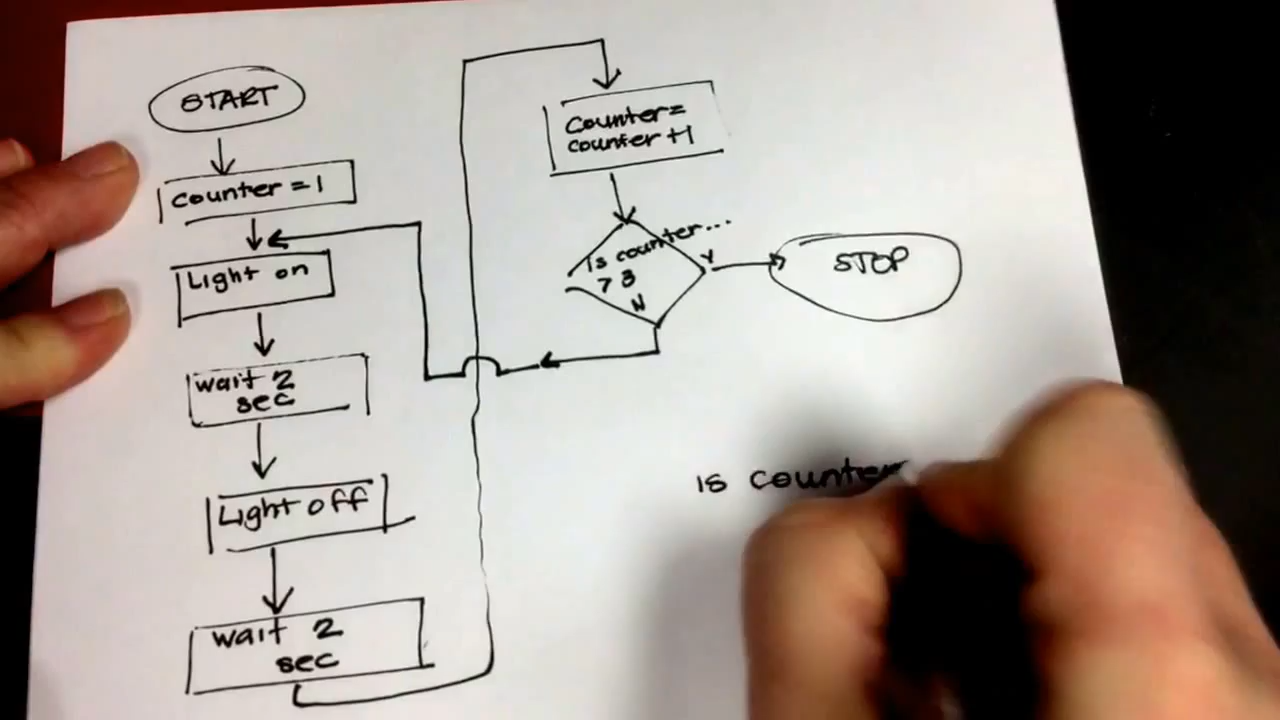 START
counter = 1
Light on
wait 2
sec
Light off
wait 2
sec
Counter=
counter +1
Is counter...
> 3
Y
N
STOP
is counter